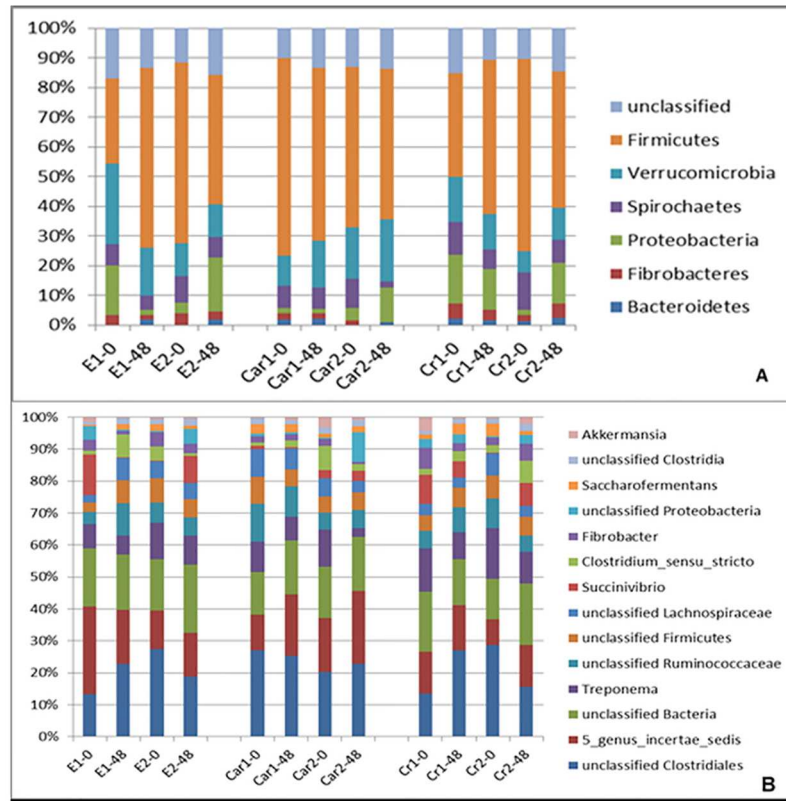 100%
90%
80%
70%
60%
50%
40%
30%
20%
10%
0%
E1-0
E1-48
E2-0
E2-48
Car1-0
Car1-48
Car2-0
Car2-48
Cr1-0
Cr1-48
Cr2-0
Cr2-48
unclassified
Firmicutes
Verrucomicrobia
Spirochaetes
Proteobacteria
Fibrobacteres
Bacteroidetes
A
100%
90%
80%
70%
60%
50%
40%
30%
20%
10%
0%
E1-0
E1-48
E2-0
E2-48
Car1-0
Car1-48
Car2-0
Car2-48
Cr1-0
Cr1-48
Cr2-0
Cr2-48
Akkermansia
unclassified Clostridia
Saccharofermentans
unclassified Proteobacteria
Fibrobacter
Clostridium_sensu_stricto
Succinivibrio
unclassified Lachnospiraceae
unclassified Firmicutes
unclassified Ruminococcaceae
Treponema
unclassified Bacteria
5_genus_incertae_sedis
unclassified Clostridiales
B